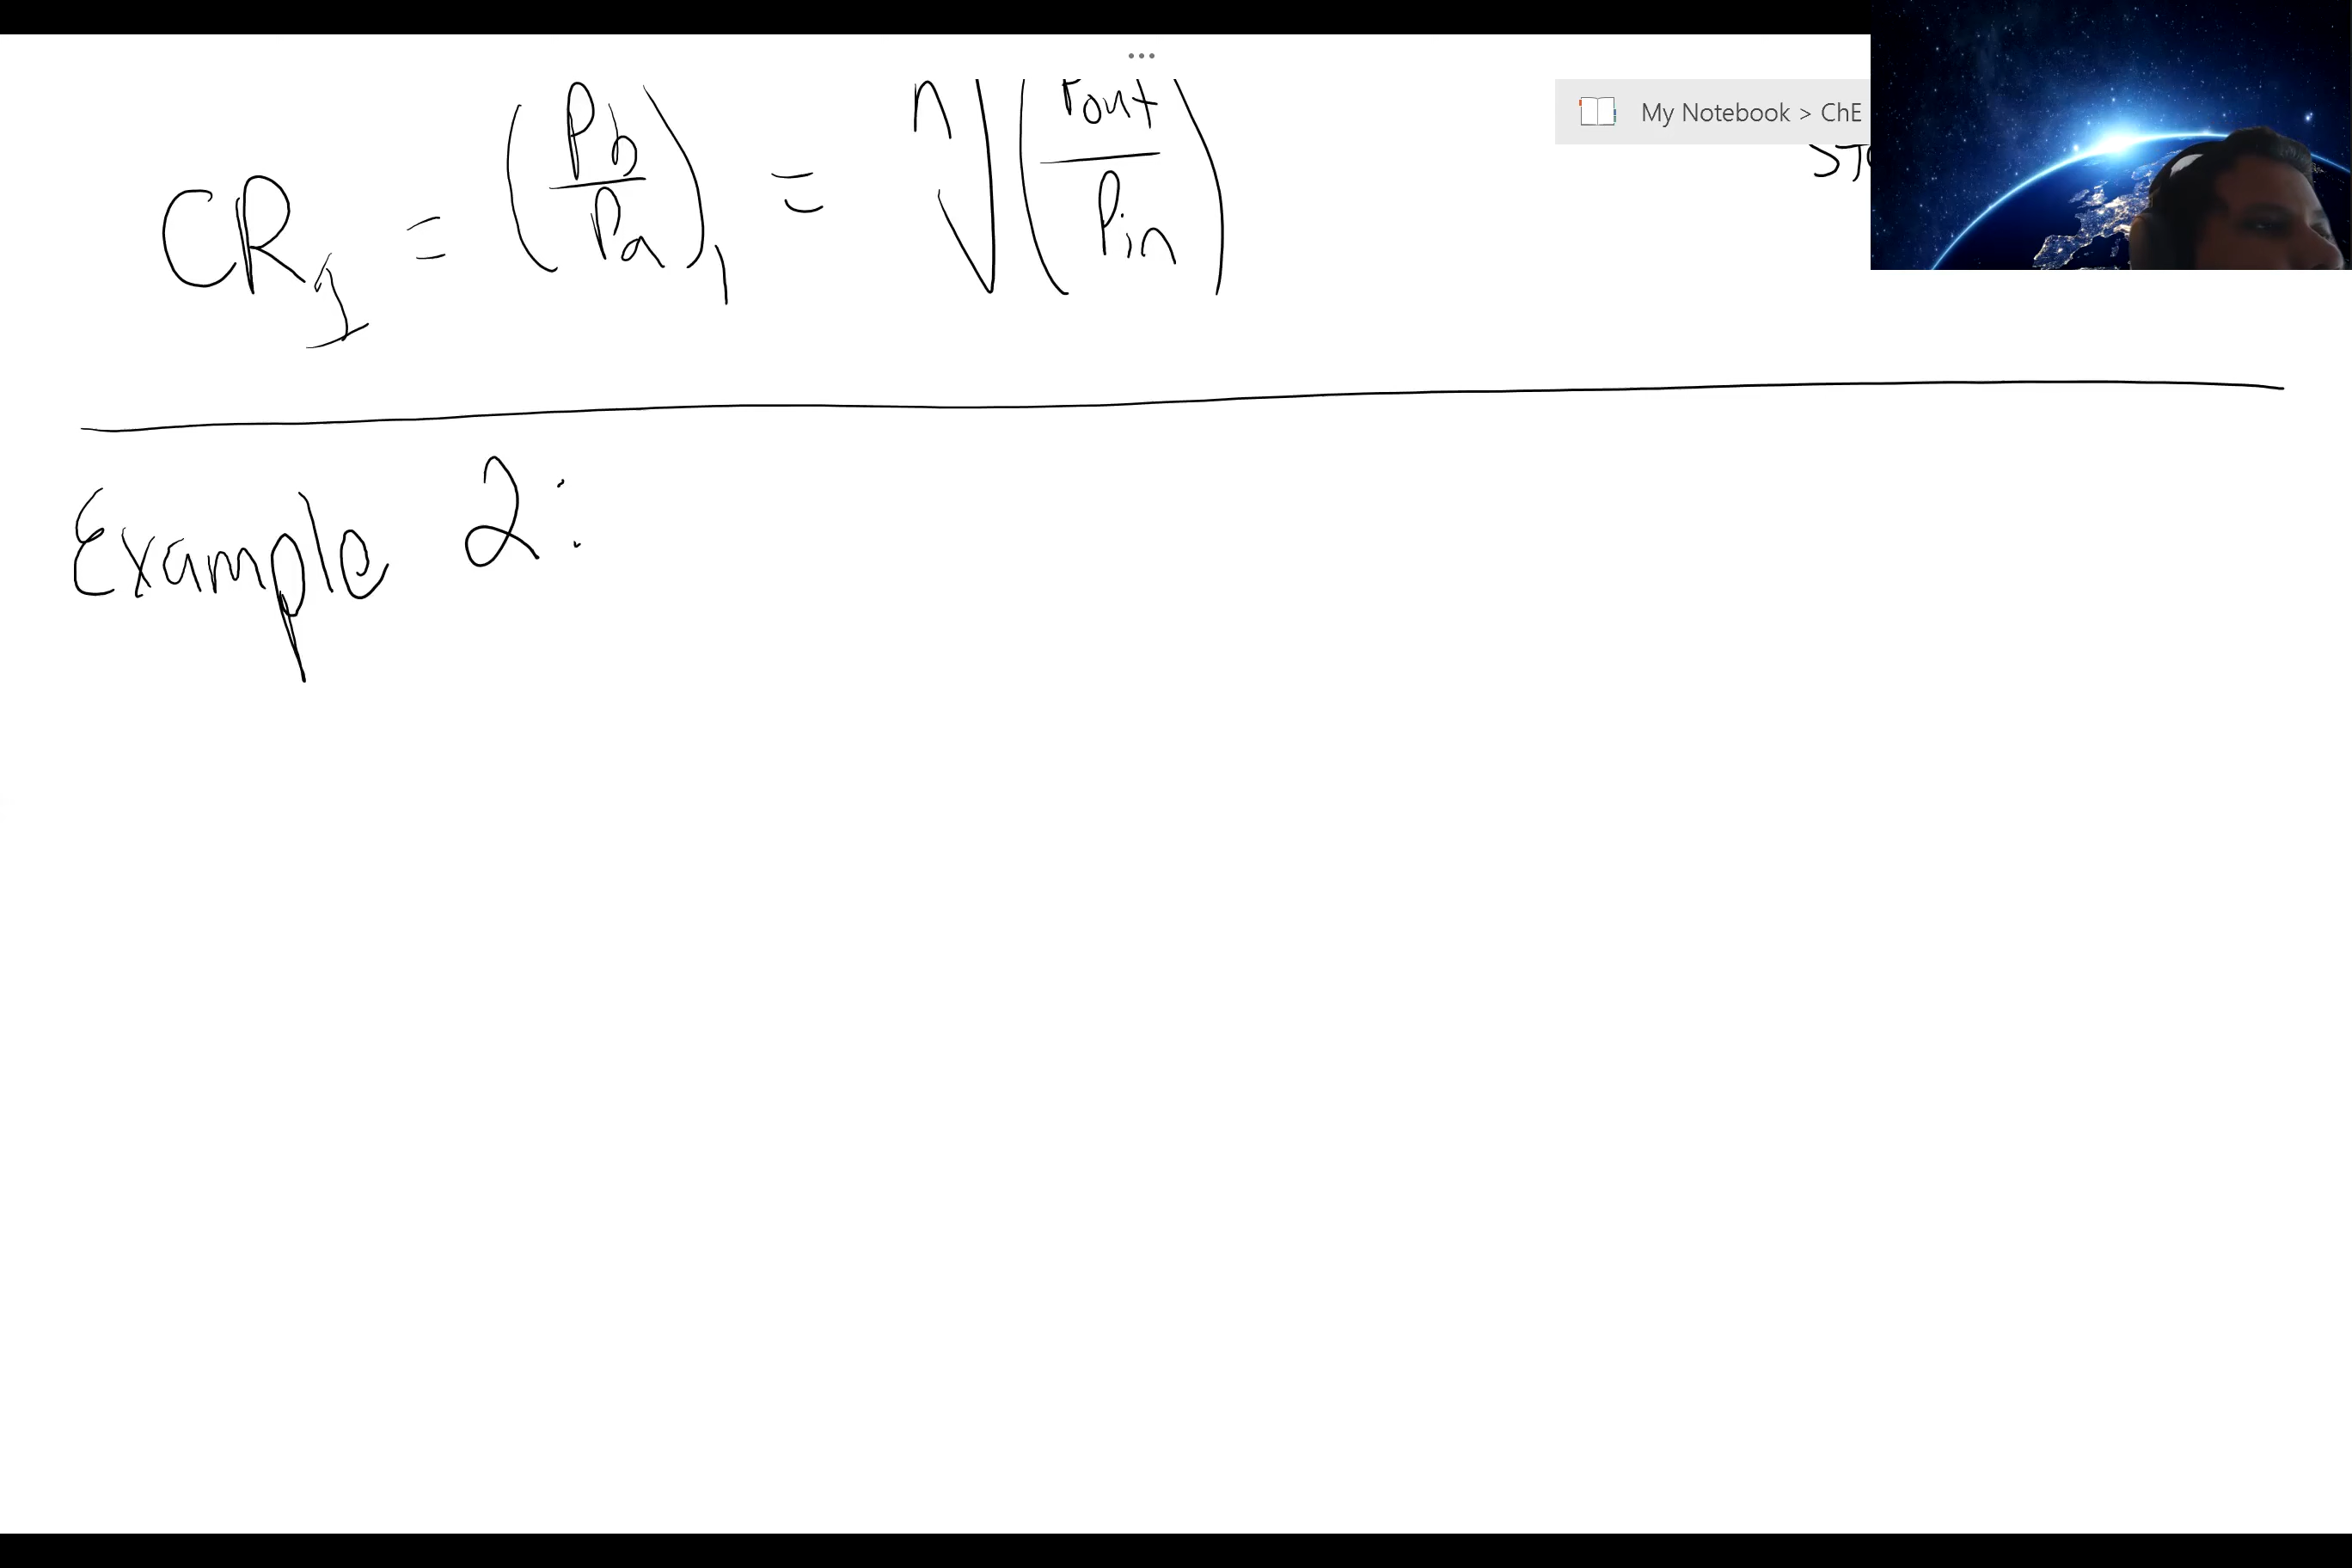 My Notebook > ChE
CR₁ = (Pb/Pa)₁ = ⁿ√(Pout/Pin)
Example 2: